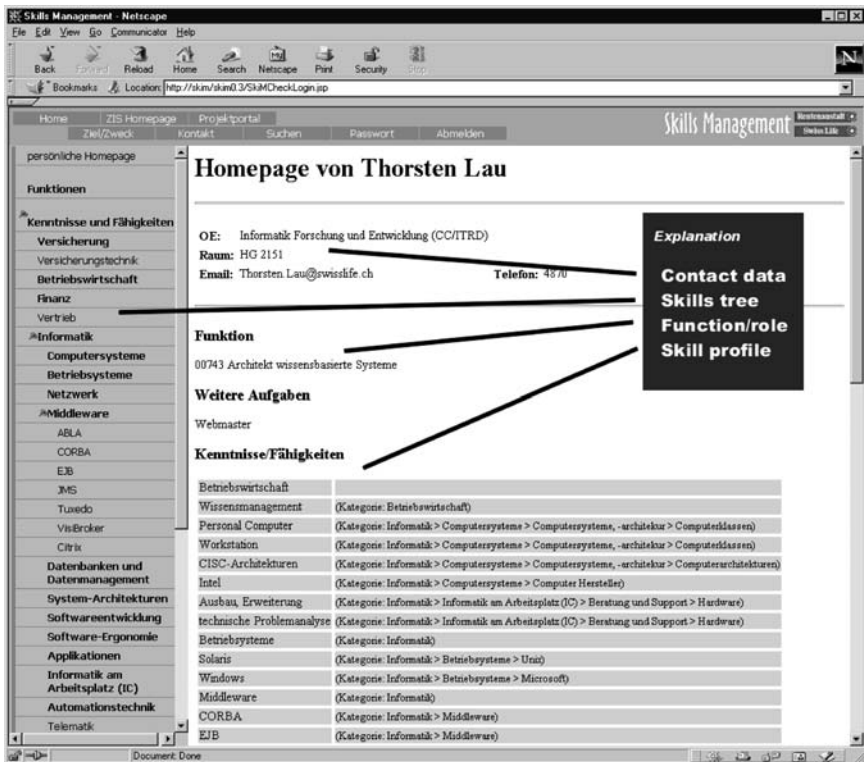 Skills Management - Netscape
File Edit View Go Communicator Help
Back Forward Reload Home Search Netscape Print Security Stop
My
N
Bookmarks Location: http://skim/skim0.3/SkiMCheckLogin.jsp
Home ZIS Homepage Projektportal
Ziel/Zweck Kontakt Suchen Passwort Abmelden
Skills Management
Rentenanstalt
Swiss Life
persönliche Homepage
Funktionen
Kenntnisse und Fähigkeiten
Versicherung
Versicherungstechnik
Betriebswirtschaft
Finanz
Vertrieb
Informatik
Computersysteme
Betriebsysteme
Netzwerk
Middleware
ABLA
CORBA
EJB
JMS
Tuxedo
VisiBroker
Citrix
Datenbanken und
Datenmanagement
System-Architekturen
Softwareentwicklung
Software-Ergonomie
Applikationen
Informatik am
Arbeitsplatz (IC)
Automationstechnik
Telematik
Homepage von Thorsten Lau
OE: Informatik Forschung und Entwicklung (CC/ITRD)
Raum: HG 2151
Email: Thorsten.Lau@swisslife.ch Telefon: 4870
Explanation
Contact data
Skills tree
Function/role
Skill profile
Funktion
00743 Architekt wissensbasierte Systeme
Weitere Aufgaben
Webmaster
Kenntnisse/Fähigkeiten
Betriebswirtschaft
Wissensmanagement (Kategorie: Betriebswirtschaft)
Personal Computer (Kategorie: Informatik > Computersysteme > Computersysteme, -architekur > Computerklassen)
Workstation (Kategorie: Informatik > Computersysteme > Computersysteme, -architekur > Computerklassen)
CISC-Architekturen (Kategorie: Informatik > Computersysteme > Computersysteme, -architekur > Computerarchitekturen)
Intel (Kategorie: Informatik > Computersysteme > Computer Hersteller)
Ausbau, Erweiterung (Kategorie: Informatik > Informatik am Arbeitsplatz (IC) > Beratung und Support > Hardware)
technische Problemanalyse (Kategorie: Informatik > Informatik am Arbeitsplatz (IC) > Beratung und Support > Hardware)
Betriebsysteme (Kategorie: Informatik)
Solaris (Kategorie: Informatik > Betriebsysteme > Unix)
Windows (Kategorie: Informatik > Betriebsysteme > Microsoft)
Middleware (Kategorie: Informatik)
CORBA (Kategorie: Informatik > Middleware)
EJB (Kategorie: Informatik > Middleware)
Document: Done